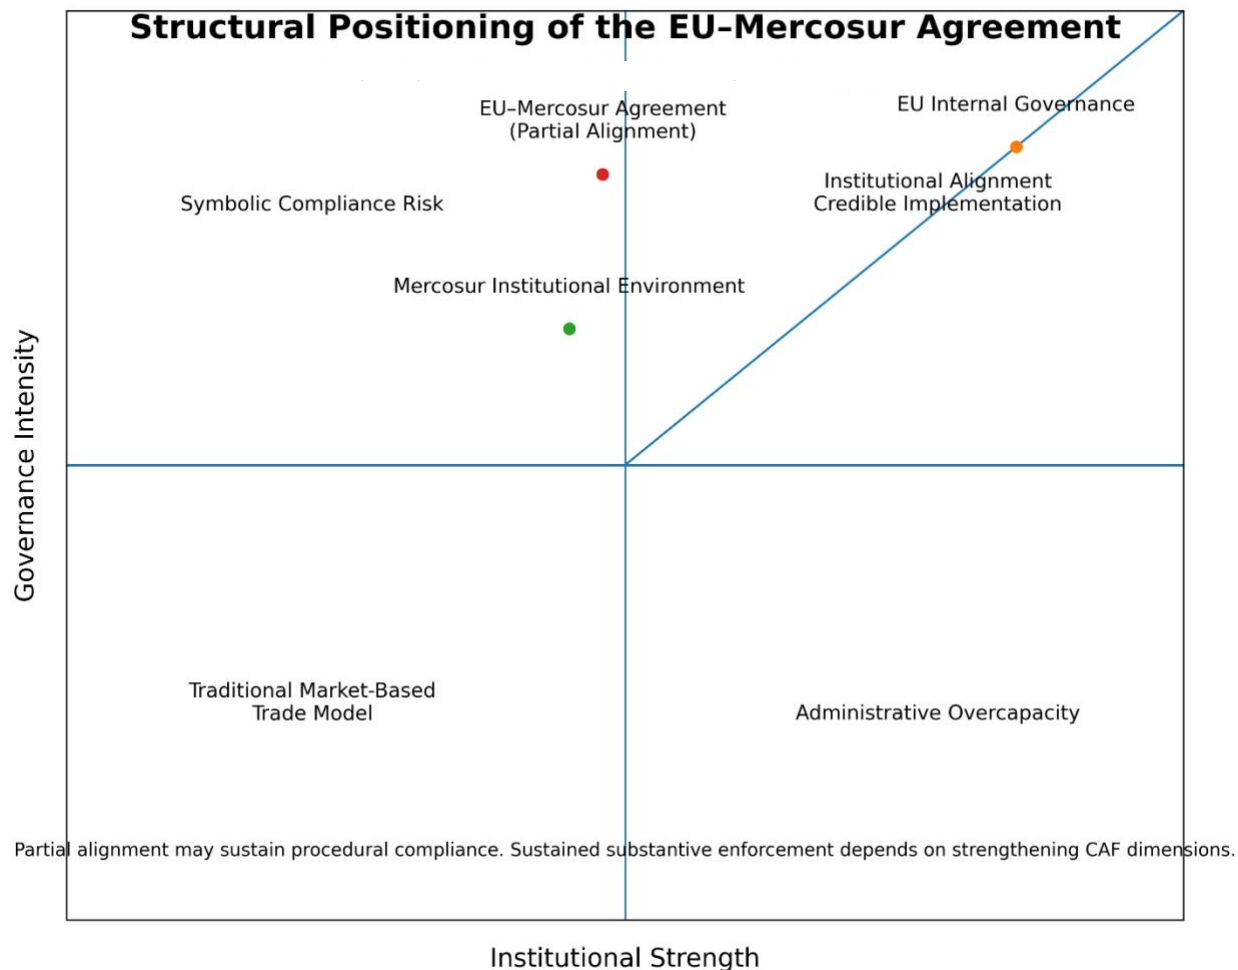 Structural Positioning of the EU–Mercosur Agreement
EU–Mercosur Agreement
(Partial Alignment)
EU Internal Governance
Institutional Alignment
Credible Implementation
Symbolic Compliance Risk
Mercosur Institutional Environment
Governance Intensity
Traditional Market-Based
Trade Model
Administrative Overcapacity
Partial alignment may sustain procedural compliance. Sustained substantive enforcement depends on strengthening CAF dimensions.
Institutional Strength